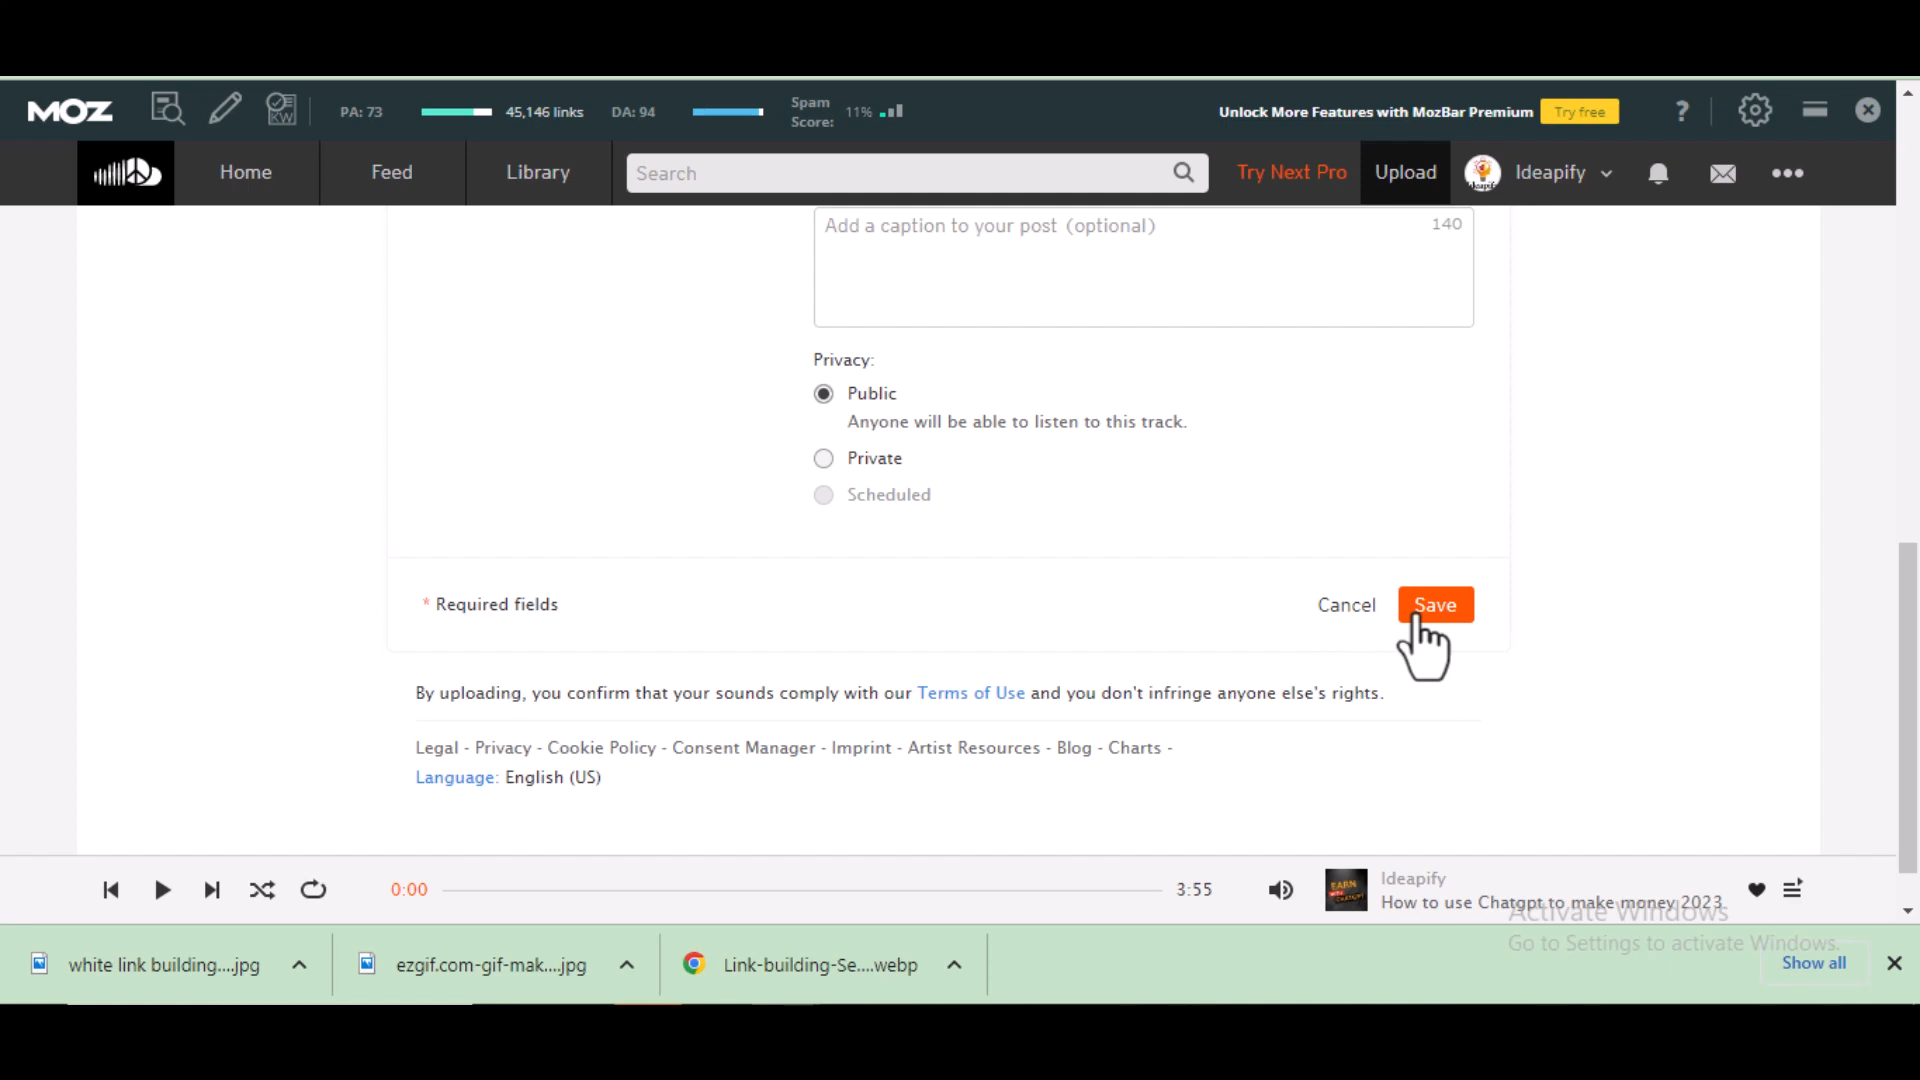 MOZ
KW
PA: 73
45,146 links
DA: 94
Spam
Score:
11%
Unlock More Features with MozBar Premium
Try free
?
Home
Feed
Library
Search
Try Next Pro
Upload
Ideapify
Add a caption to your post (optional)
140
Privacy:
Public
Anyone will be able to listen to this track.
Private
Scheduled
* Required fields
Cancel
Save
By uploading, you confirm that your sounds comply with our Terms of Use and you don't infringe anyone else's rights.
Legal - Privacy - Cookie Policy - Consent Manager - Imprint - Artist Resources - Blog - Charts -
Language: English (US)
0:00
3:55
EARN
Ideapify
How to use Chatgpt to make money 2023
Activate Windows
Go to Settings to activate Windows.
white link building....jpg
ezgif.com-gif-mak....jpg
Link-building-Se....webp
Show all